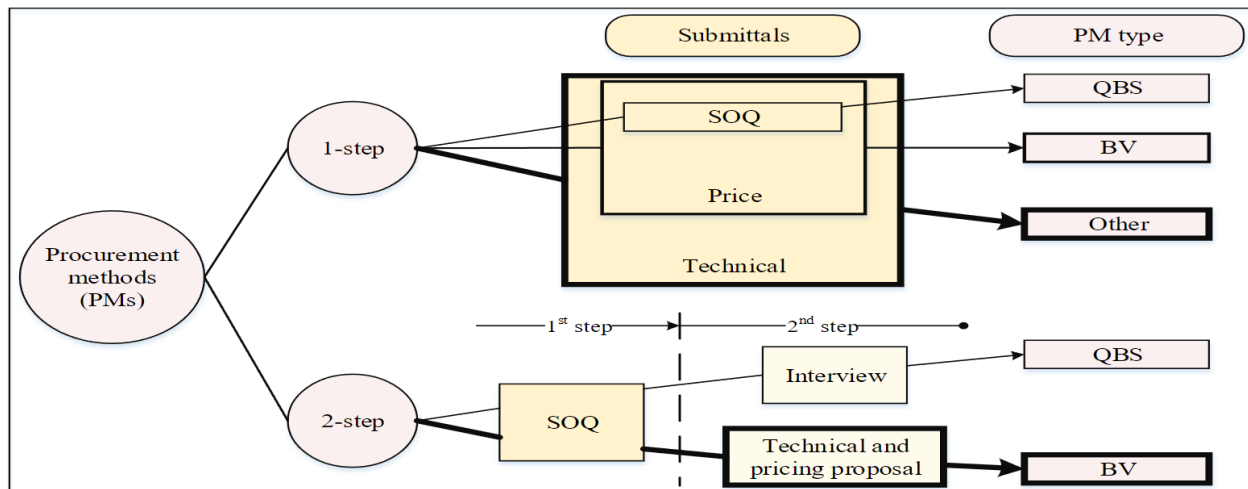 Submittals
PM type
QBS
SOQ
1-step
BV
Price
Other
Procurement
methods
(PMs)
Technical
1st step
2nd step
QBS
Interview
2-step
SOQ
Technical and
pricing proposal
BV